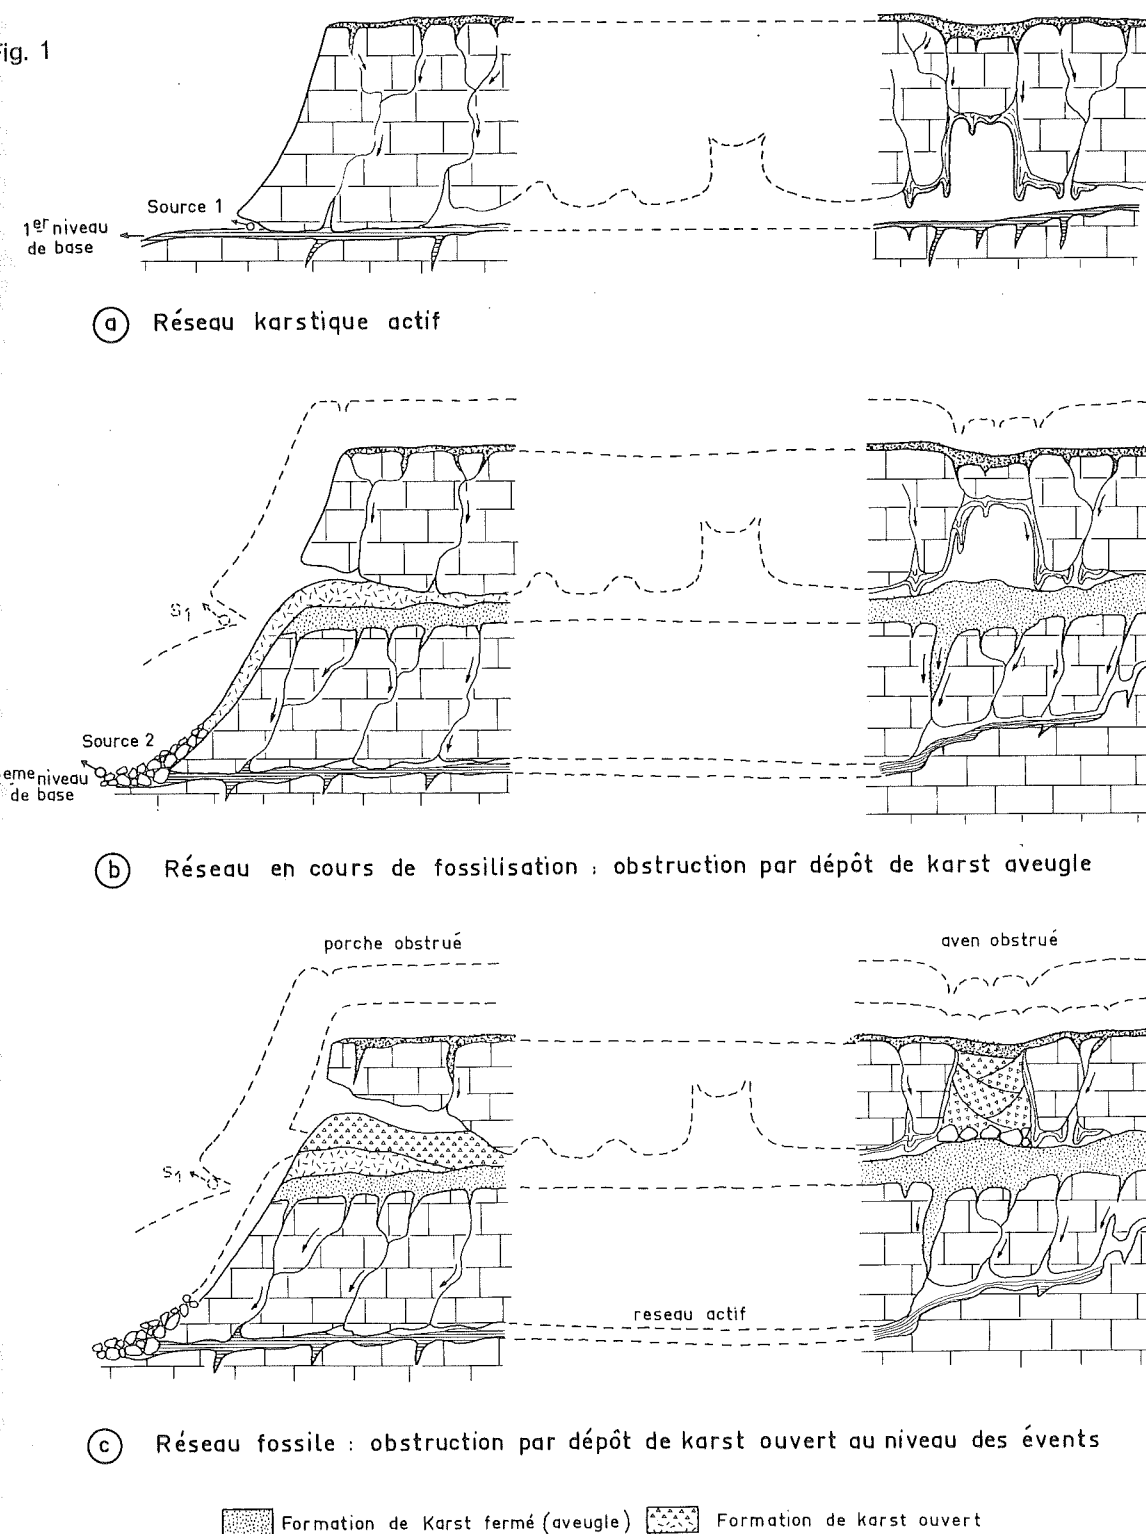 Fig. 1
Source 1
1er niveau
de base
a Réseau karstique actif
S1
Source 2
eme niveau
de base
b Réseau en cours de fossilisation : obstruction par dépôt de karst aveugle
porche obstrué
aven obstrué
S1
reseau actif
c Réseau fossile : obstruction par dépôt de karst ouvert au niveau des évents
Formation de Karst fermé (aveugle)
Formation de karst ouvert